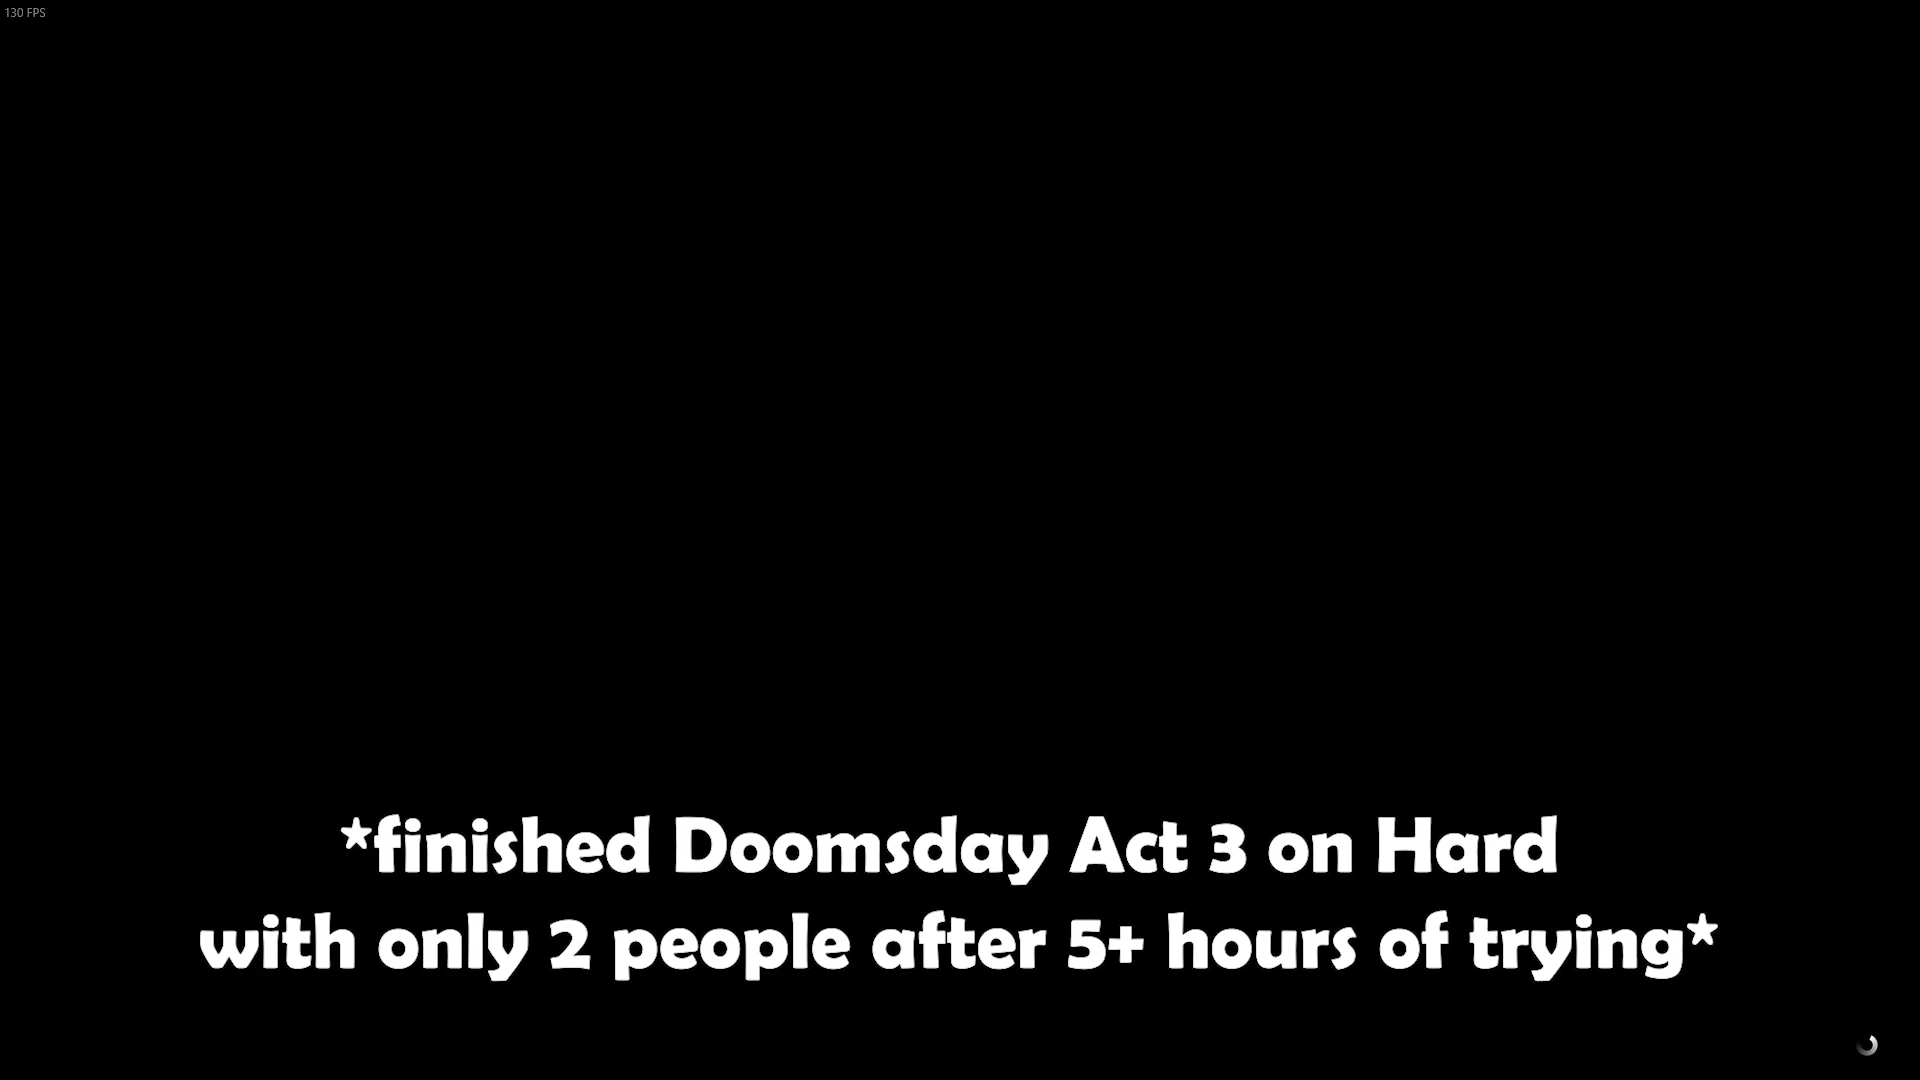 130 FPS
*finished Doomsday Act 3 on Hard
with only 2 people after 5+ hours of trying*